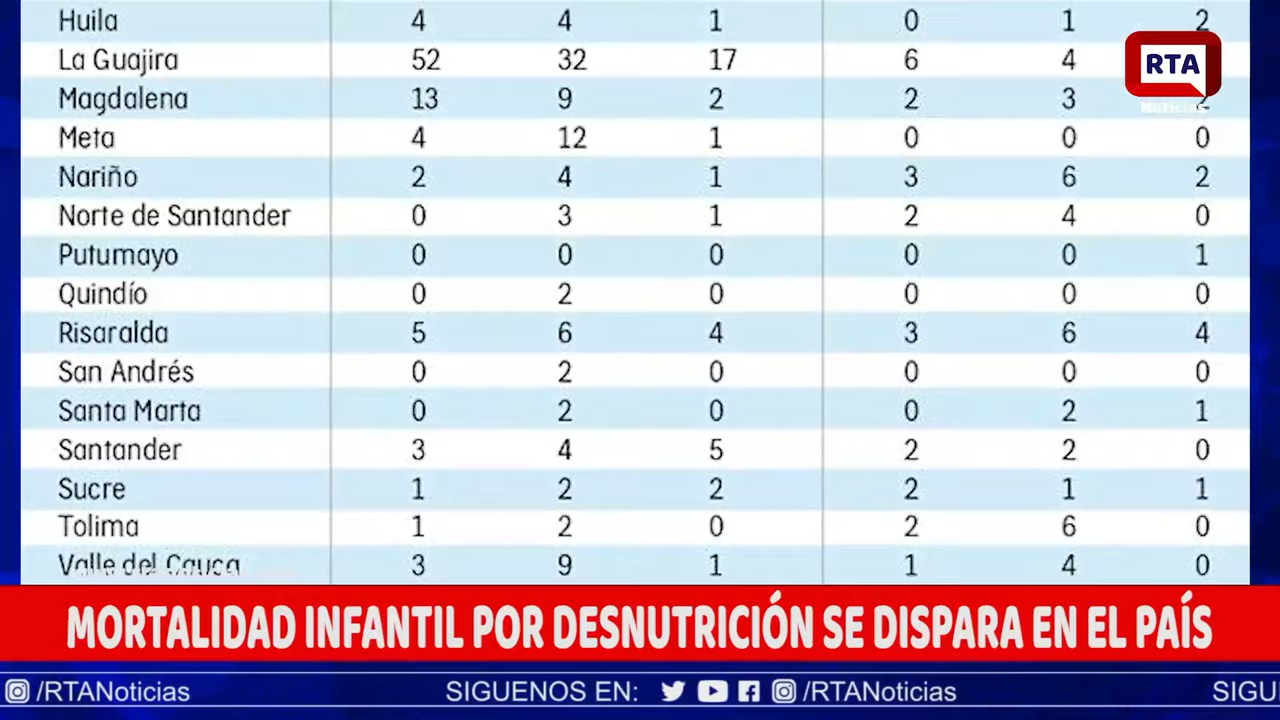 Huila 4 4 1 0 1 2
La Guajira 52 32 17 6 4
Magdalena 13 9 2 2 3 2
Meta 4 12 1 0 0 0
Nariño 2 4 1 3 6 2
Norte de Santander 0 3 1 2 4 0
Putumayo 0 0 0 0 0 1
Quindío 0 2 0 0 0 0
Risaralda 5 6 4 3 6 4
San Andrés 0 2 0 0 0 0
Santa Marta 0 2 0 0 2 1
Santander 3 4 5 2 2 0
Sucre 1 2 2 2 1 1
Tolima 1 2 0 2 6 0
Valle del Cauca 3 9 1 1 4 0
RTA
Noticias
MORTALIDAD INFANTIL POR DESNUTRICIÓN SE DISPARA EN EL PAÍS
/RTANoticias SIGUENOS EN: /RTANoticias SIGU